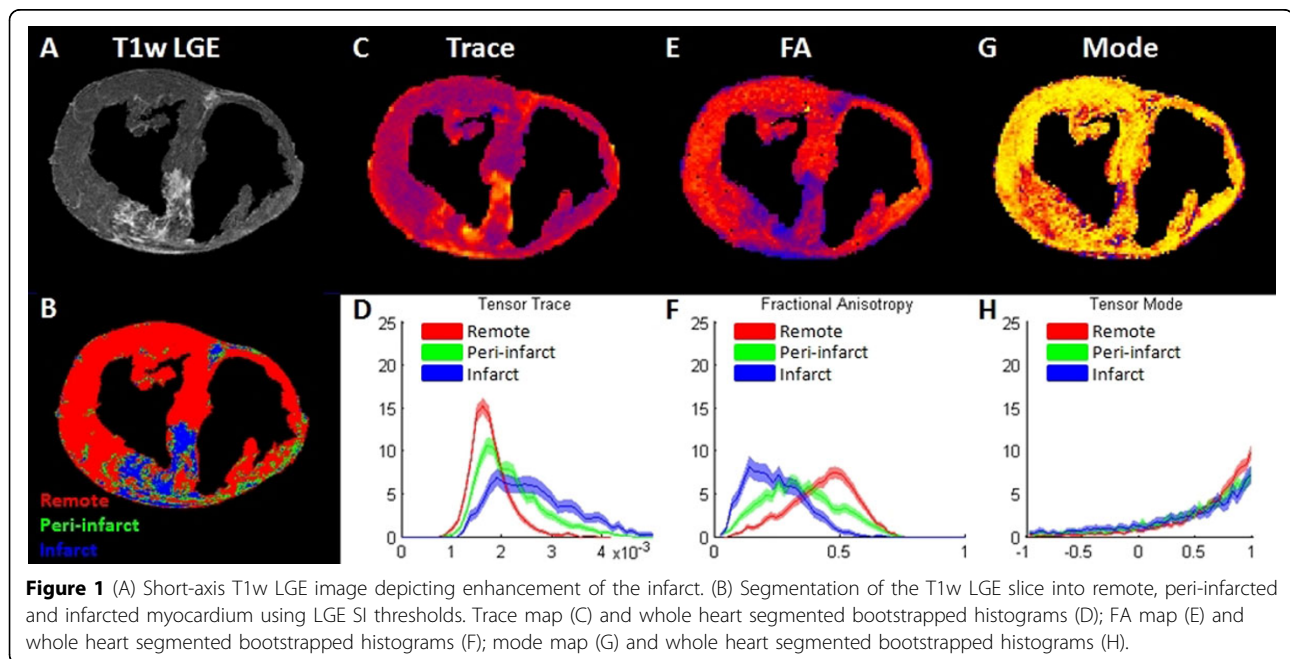 A T1w LGE
C Trace
E FA
G Mode
B
Remote
Peri-infarct
Infarct
D Tensor Trace
25
20
15
10
5
0
Remote
Peri-infarct
Infarct
0 1 2 4 ×10⁻³
F Fractional Anisotropy
25
20
15
10
5
0
Remote
Peri-infarct
Infarct
0 0.5 1
H Tensor Mode
25
20
15
10
5
0
Remote
Peri-infarct
Infarct
-1 -0.5 0 0.5 1
Figure 1 (A) Short-axis T1w LGE image depicting enhancement of the infarct. (B) Segmentation of the T1w LGE slice into remote, peri-infarcted
and infarcted myocardium using LGE SI thresholds. Trace map (C) and whole heart segmented bootstrapped histograms (D); FA map (E) and
whole heart segmented bootstrapped histograms (F); mode map (G) and whole heart segmented bootstrapped histograms (H).